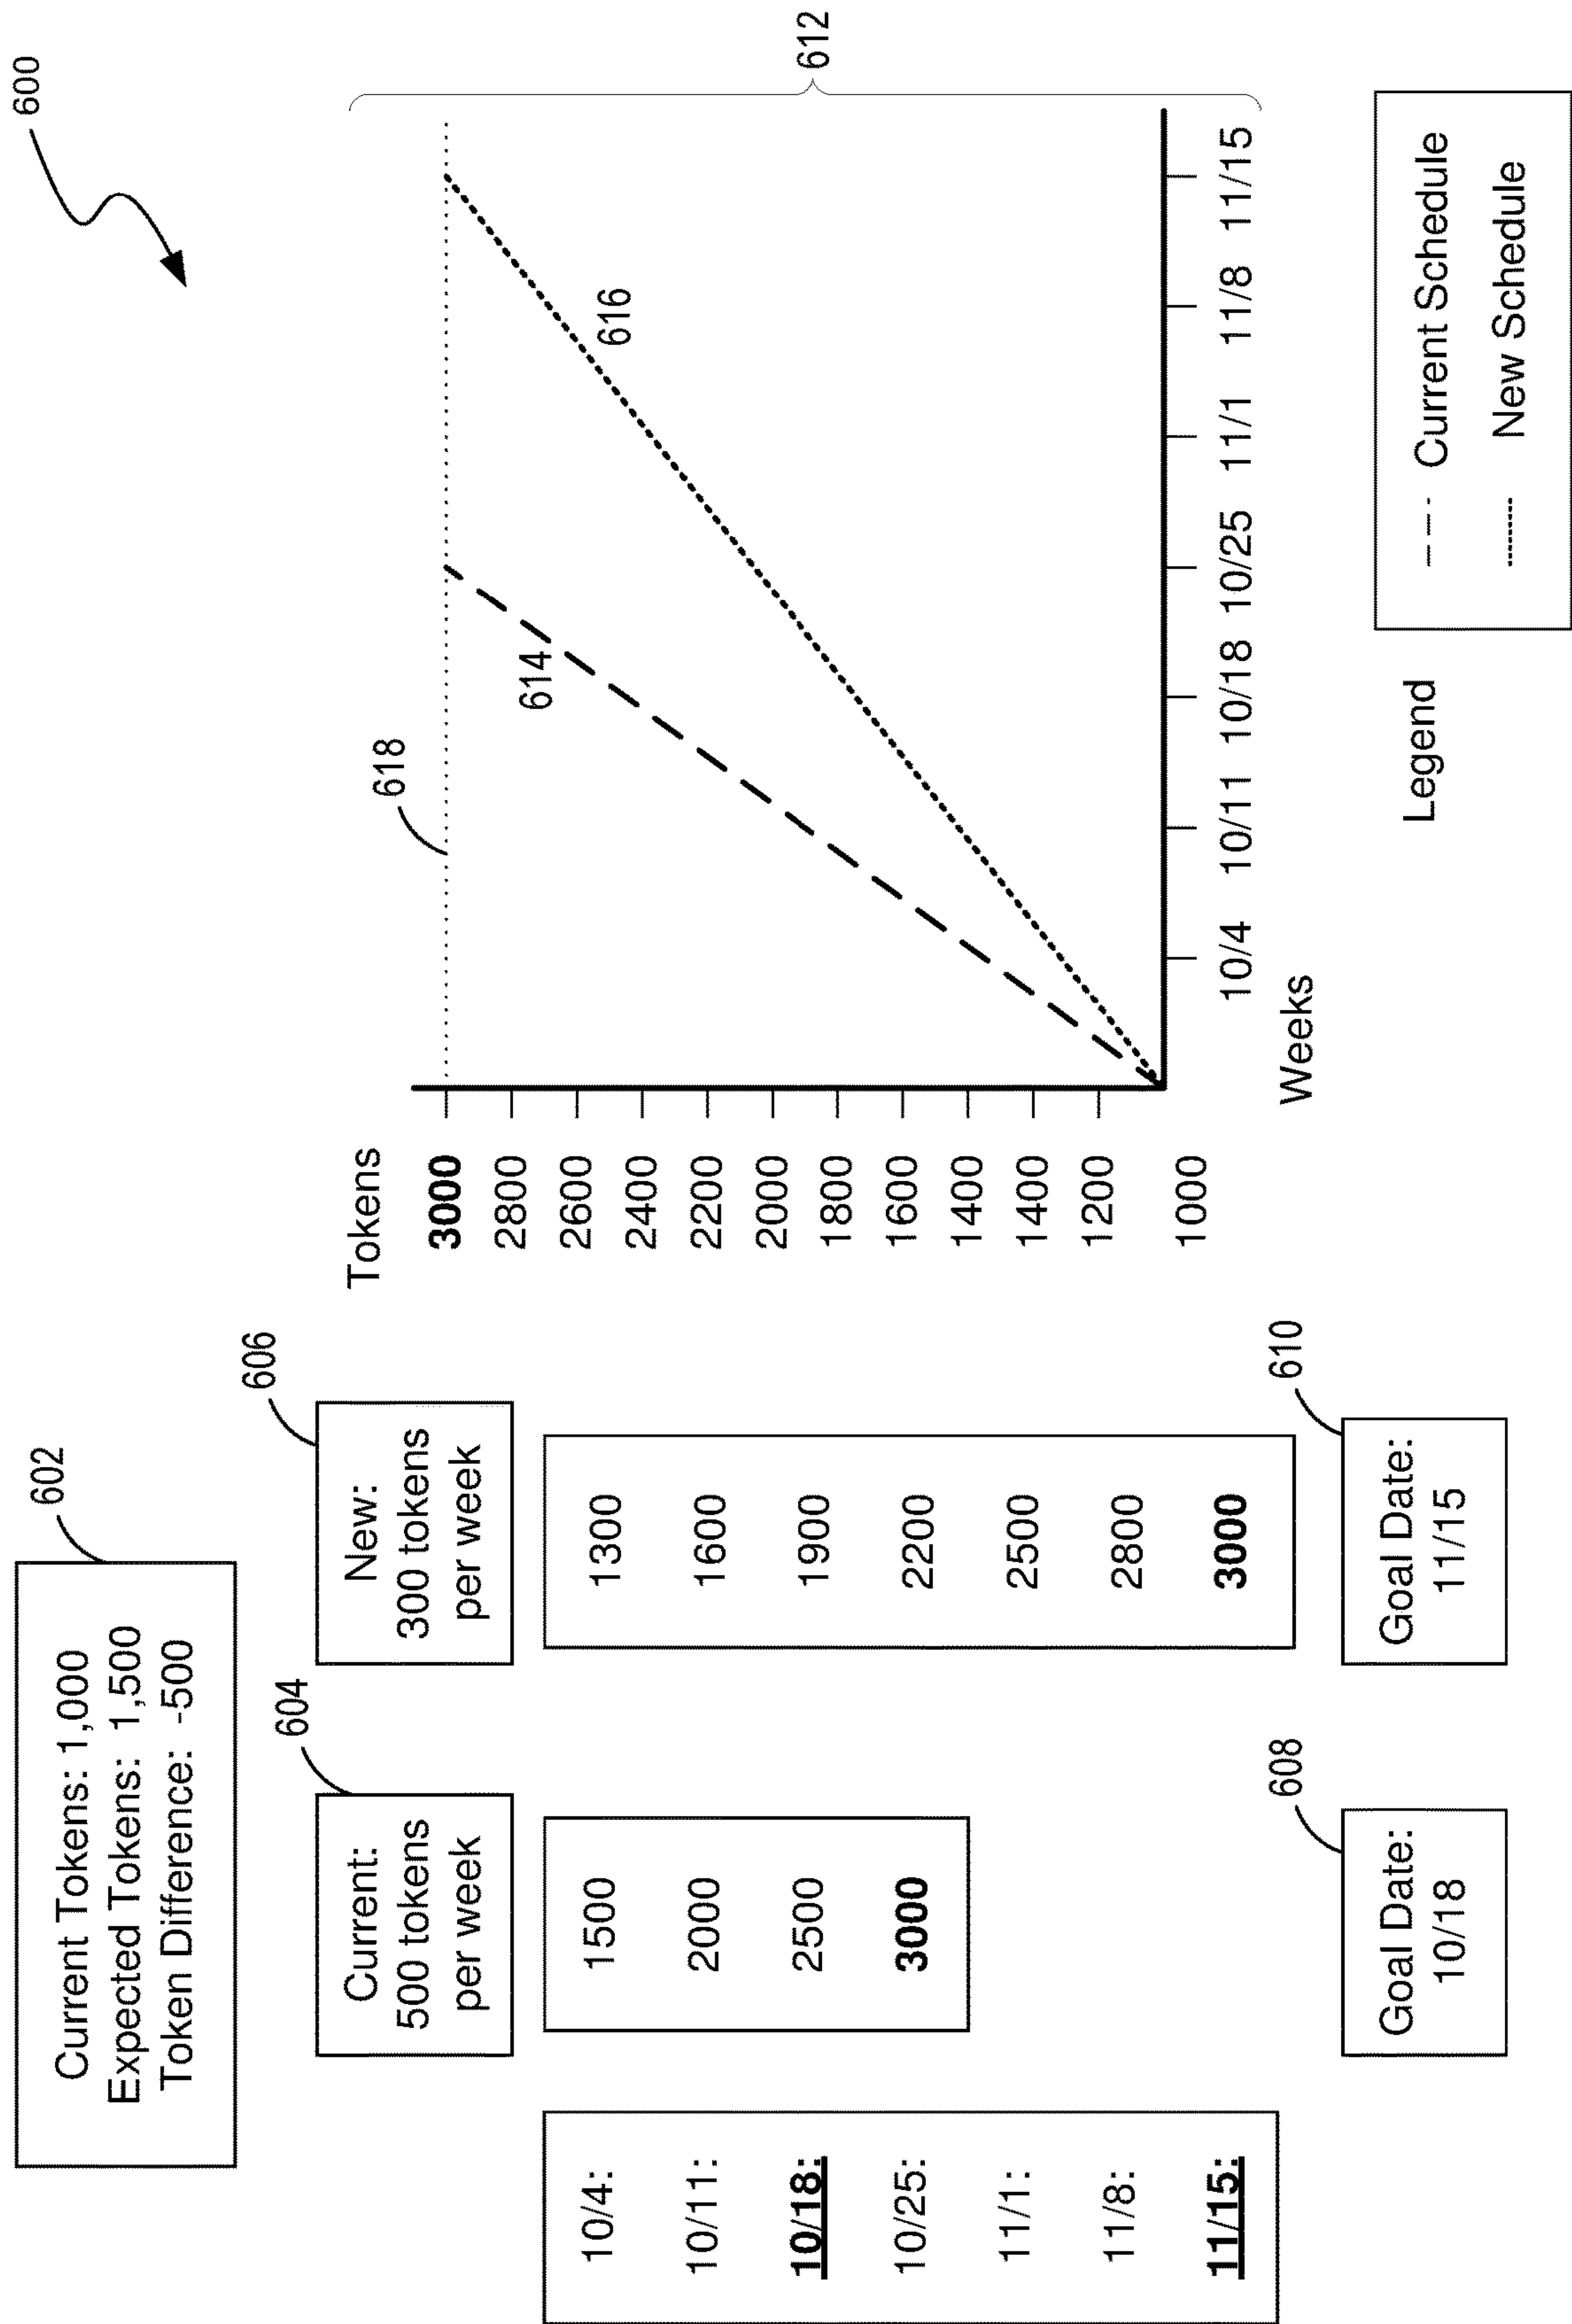 600
602
Current Tokens: 1,000
Expected Tokens: 1,500
Token Difference: -500
604
Current:
500 tokens
per week
606
New:
300 tokens
per week
10/4:
10/11:
10/18:
10/25:
11/1:
11/8:
11/15:
1500
2000
2500
3000
1300
1600
1900
2200
2500
2800
3000
608
Goal Date:
10/18
610
Goal Date:
11/15
Tokens
3000
2800
2600
2400
2200
2000
1800
1600
1400
1400
1200
1000
618
614
616
612
10/4 10/11 10/18 10/25 11/1 11/8 11/15
Weeks
Legend
Current Schedule
New Schedule